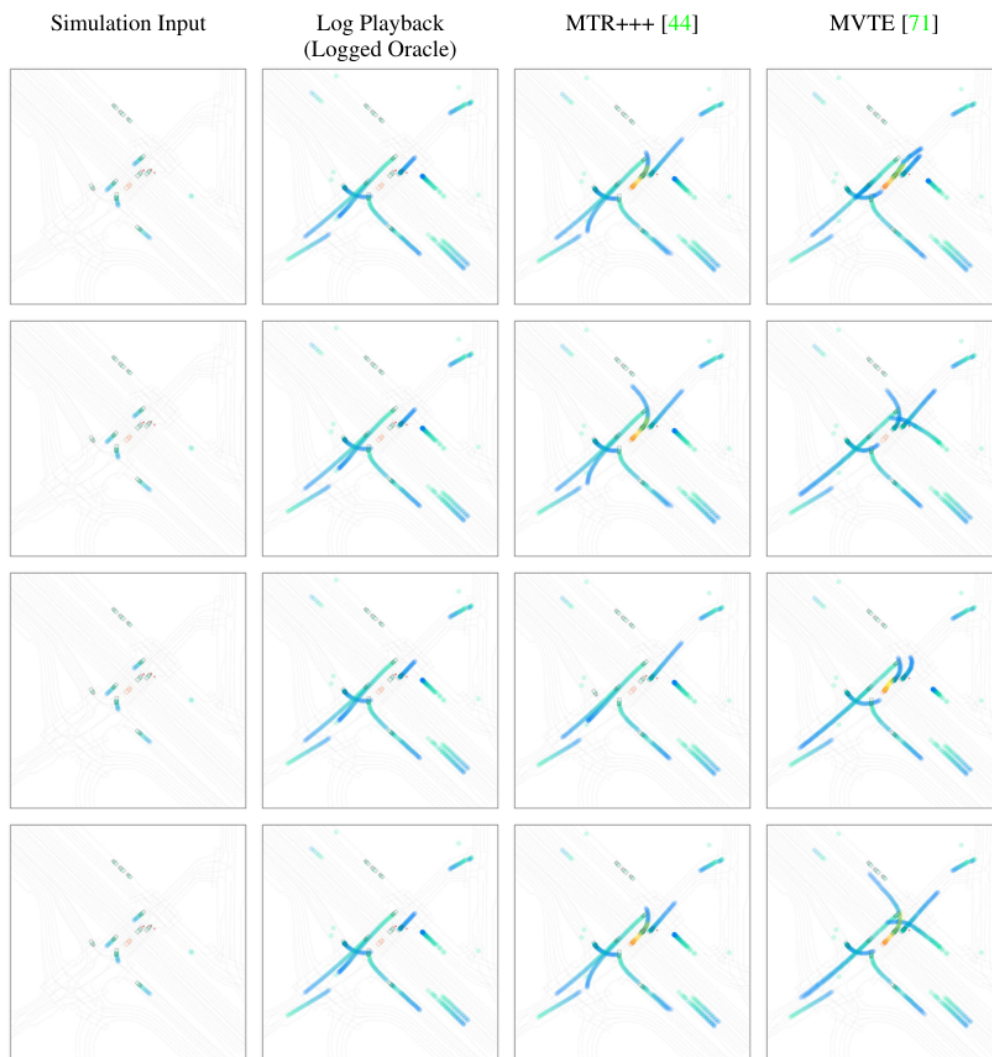 Simulation Input
Log Playback
(Logged Oracle)
MTR+++ [44]
MVTE [71]